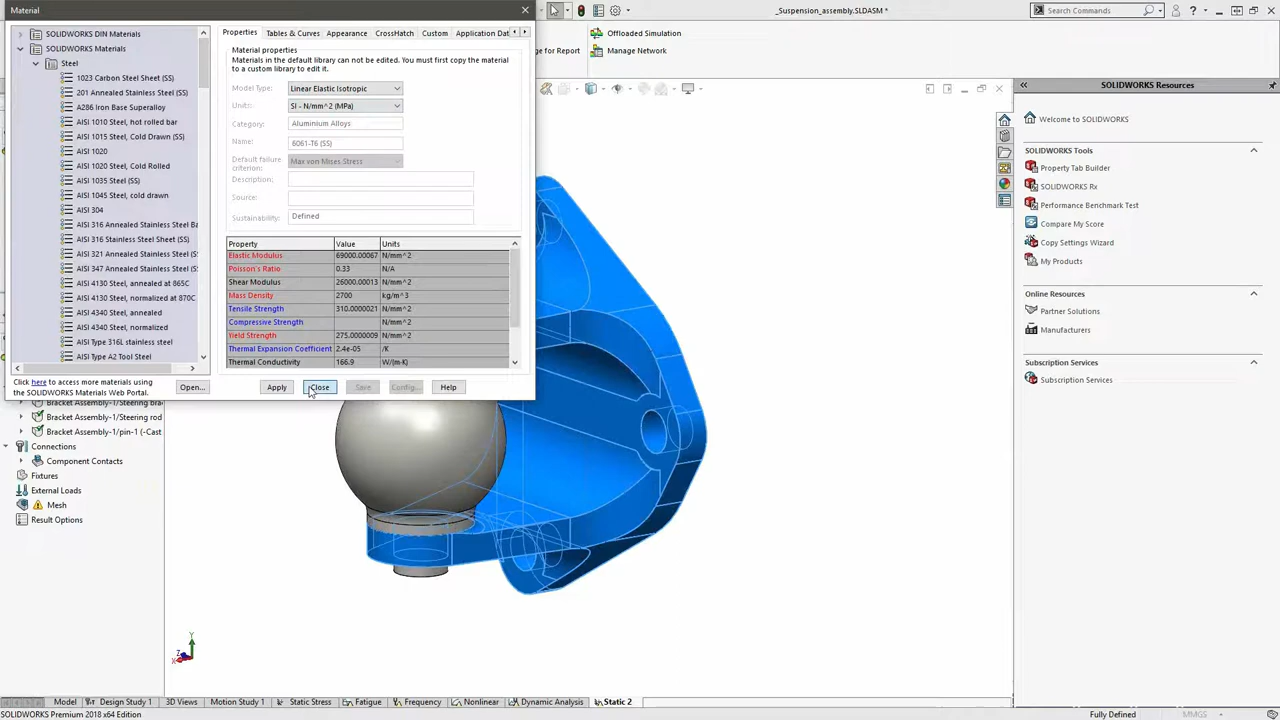 Material
_Suspension_assembly.SLDASM *
Search Commands
for Report
Offloaded Simulation
Manage Network
SOLIDWORKS DIN Materials
SOLIDWORKS Materials
Steel
1023 Carbon Steel Sheet (SS)
201 Annealed Stainless Steel (SS)
A286 Iron Base Superalloy
AISI 1010 Steel, hot rolled bar
AISI 1015 Steel, Cold Drawn (SS)
AISI 1020
AISI 1020 Steel, Cold Rolled
AISI 1035 Steel (SS)
AISI 1045 Steel, cold drawn
AISI 304
AISI 316 Annealed Stainless Steel Ba
AISI 316 Stainless Steel Sheet (SS)
AISI 321 Annealed Stainless Steel (S
AISI 347 Annealed Stainless Steel (S
AISI 4130 Steel, annealed at 865C
AISI 4130 Steel, normalized at 870C
AISI 4340 Steel, annealed
AISI 4340 Steel, normalized
AISI Type 316L stainless steel
AISI Type A2 Tool Steel
Click here to access more materials using
the SOLIDWORKS Materials Web Portal.
Open...
Properties
Tables & Curves
Appearance
CrossHatch
Custom
Application Dat
Material properties
Materials in the default library can not be edited. You must first copy the material
to a custom library to edit it.
Model Type: Linear Elastic Isotropic
Units: SI - N/mm^2 (MPa)
Category: Aluminium Alloys
Name: 6061-T6 (SS)
Default failure
criterion: Max von Mises Stress
Description:
Source:
Sustainability: Defined
Property Value Units
Elastic Modulus 69000.00067 N/mm^2
Poisson's Ratio 0.33 N/A
Shear Modulus 26000.00013 N/mm^2
Mass Density 2700 kg/m^3
Tensile Strength 310.0000021 N/mm^2
Compressive Strength N/mm^2
Yield Strength 275.0000009 N/mm^2
Thermal Expansion Coefficient 2.4e-05 /K
Thermal Conductivity 166.9 W/(m·K)
Apply
Close
Save
Config...
Help
Bracket Assembly-1/Steering bra
Bracket Assembly-1/Steering rod
Bracket Assembly-1/pin-1 (-Cast
Connections
Component Contacts
Fixtures
External Loads
Mesh
Result Options
Y
Z
X
SOLIDWORKS Resources
Welcome to SOLIDWORKS
SOLIDWORKS Tools
Property Tab Builder
SOLIDWORKS Rx
Performance Benchmark Test
Compare My Score
Copy Settings Wizard
My Products
Online Resources
Partner Solutions
Manufacturers
Subscription Services
Subscription Services
Model
Design Study 1
3D Views
Motion Study 1
Static Stress
Fatigue
Frequency
Nonlinear
Dynamic Analysis
Static 2
SOLIDWORKS Premium 2018 x64 Edition
Fully Defined
MMGS